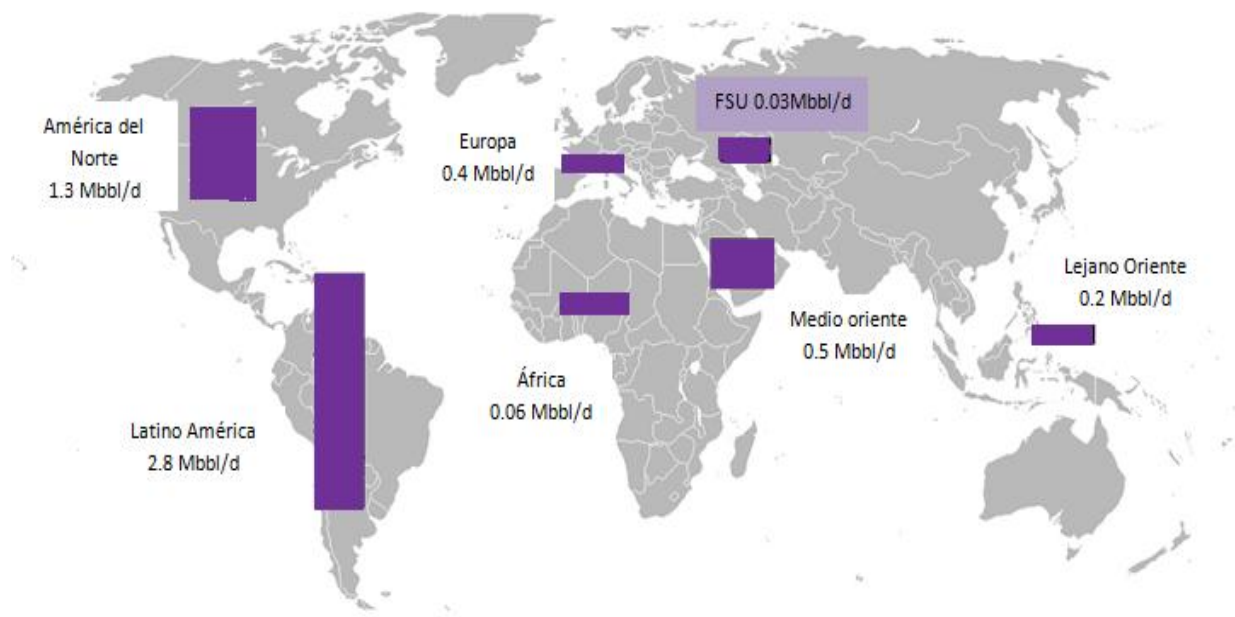 América del
Norte
1.3 Mbbl/d
Europa
0.4 Mbbl/d
FSU 0.03Mbbl/d
Lejano Oriente
0.2 Mbbl/d
Medio oriente
0.5 Mbbl/d
África
0.06 Mbbl/d
Latino América
2.8 Mbbl/d